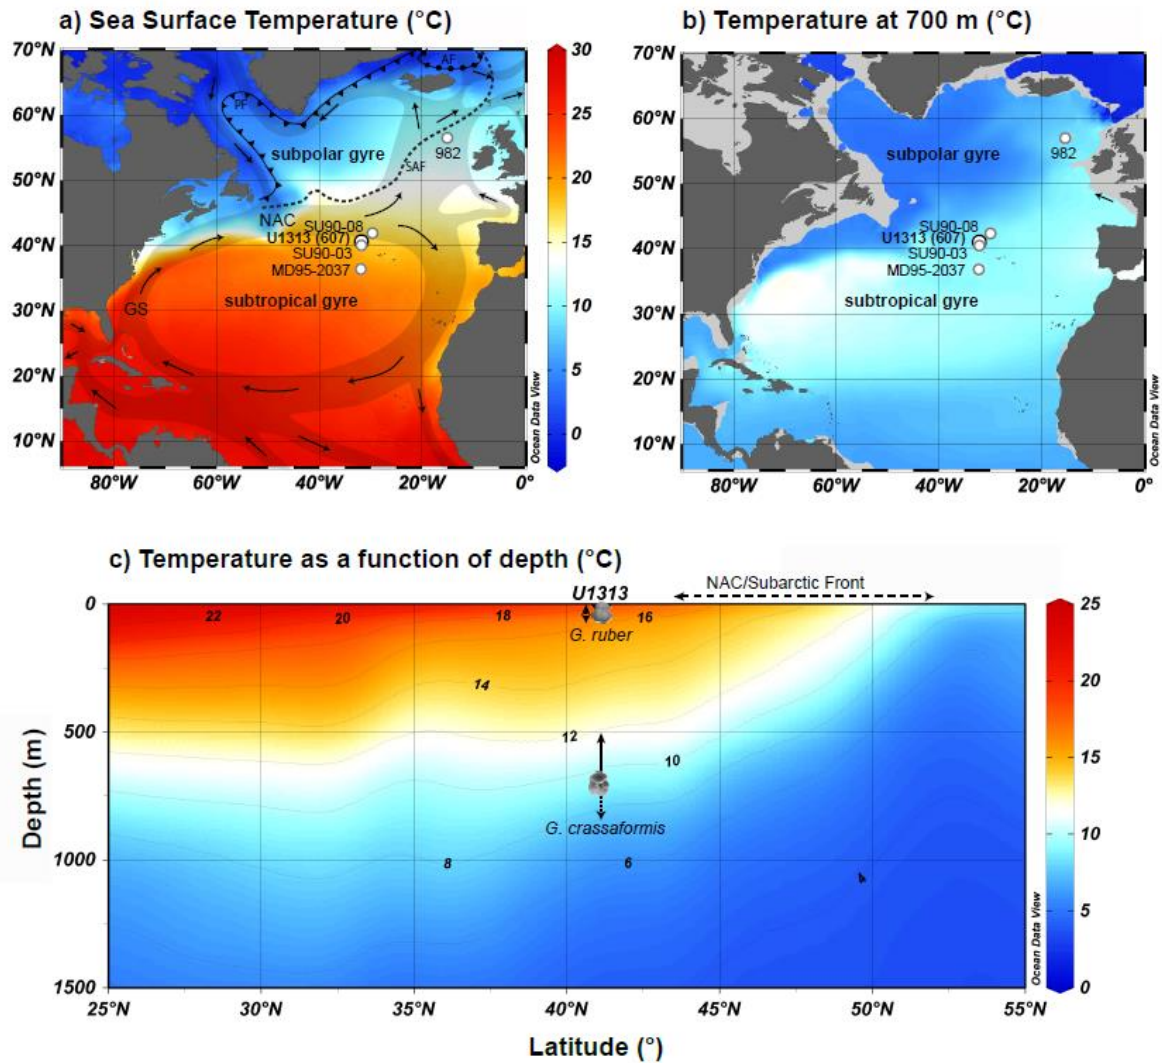 a) Sea Surface Temperature (°C)
70°N
60°N
50°N
40°N
30°N
20°N
10°N
80°W
60°W
40°W
20°W
0°
AF
PF
subpolar gyre
982
SAF
NAC
SU90-08
U1313 (607)
SU90-03
MD95-2037
GS
subtropical gyre
30
25
20
15
10
5
0
Ocean Data View
b) Temperature at 700 m (°C)
70°N
60°N
50°N
40°N
30°N
20°N
10°N
80°W
60°W
40°W
20°W
0°
subpolar gyre
982
SU90-08
U1313 (607)
SU90-03
MD95-2037
subtropical gyre
Ocean Data View
c) Temperature as a function of depth (°C)
NAC/Subarctic Front
U1313
G. ruber
22
20
18
16
14
12
10
G. crassaformis
8
6
4
0
500
1000
1500
Depth (m)
25°N
30°N
35°N
40°N
45°N
50°N
55°N
Latitude (°)
25
20
15
10
5
0
Ocean Data View